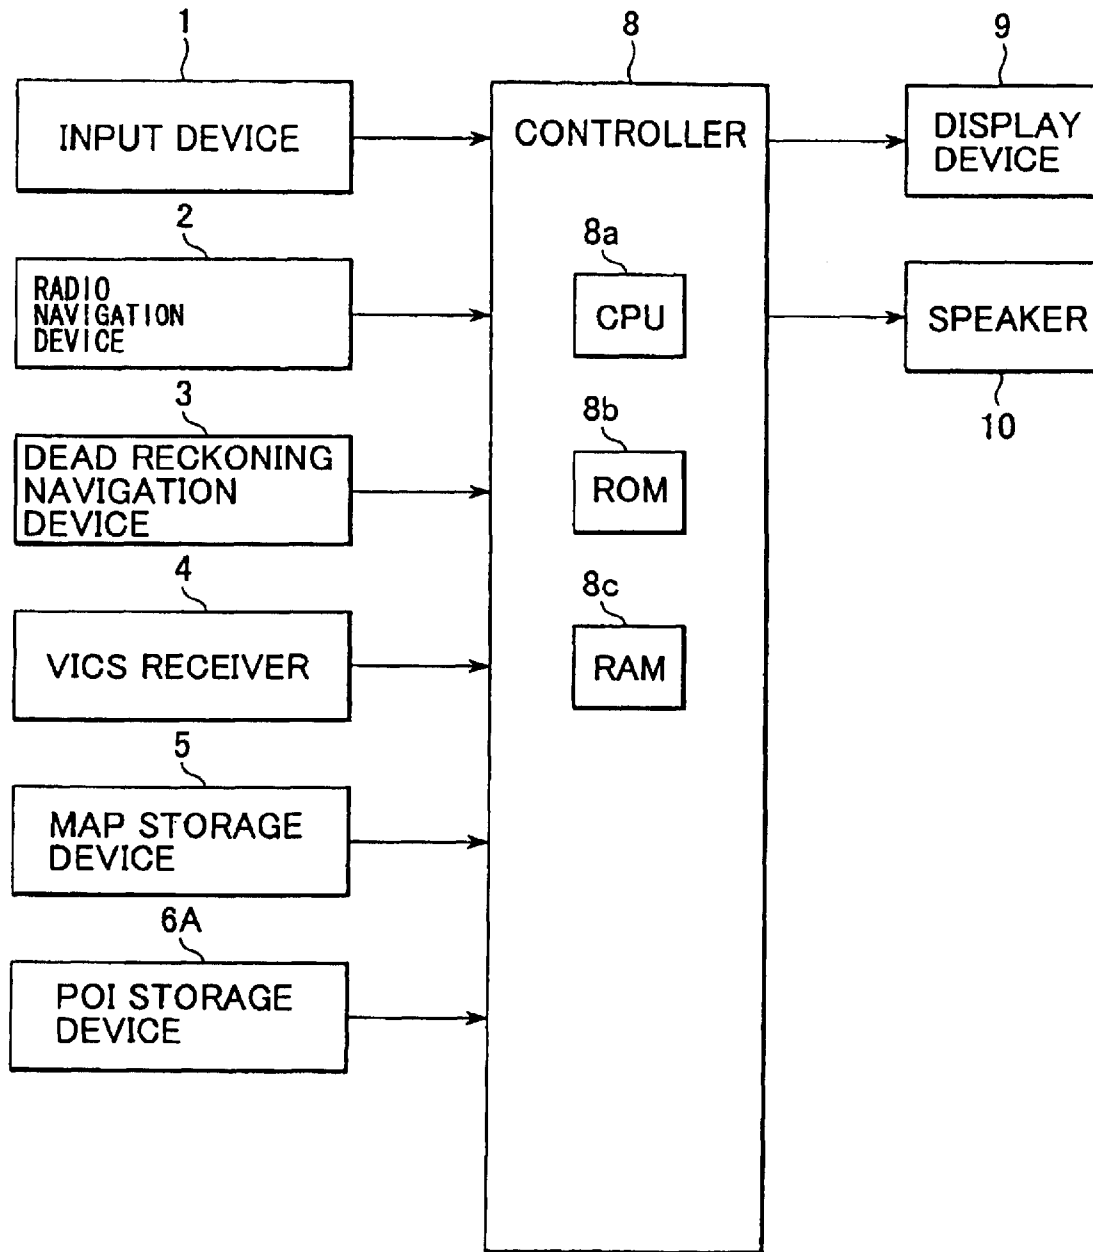 1
INPUT DEVICE
2
RADIO
NAVIGATION
DEVICE
3
DEAD RECKONING
NAVIGATION
DEVICE
4
VICS RECEIVER
5
MAP STORAGE
DEVICE
6A
POI STORAGE
DEVICE
8
CONTROLLER
8a
CPU
8b
ROM
8c
RAM
9
DISPLAY
DEVICE
SPEAKER
10